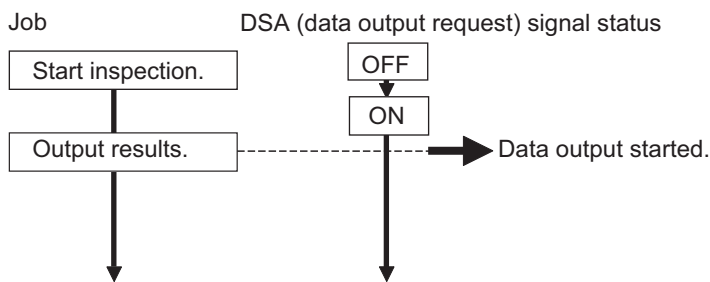 Job
DSA (data output request) signal status
Start inspection.
OFF
ON
Output results.
Data output started.